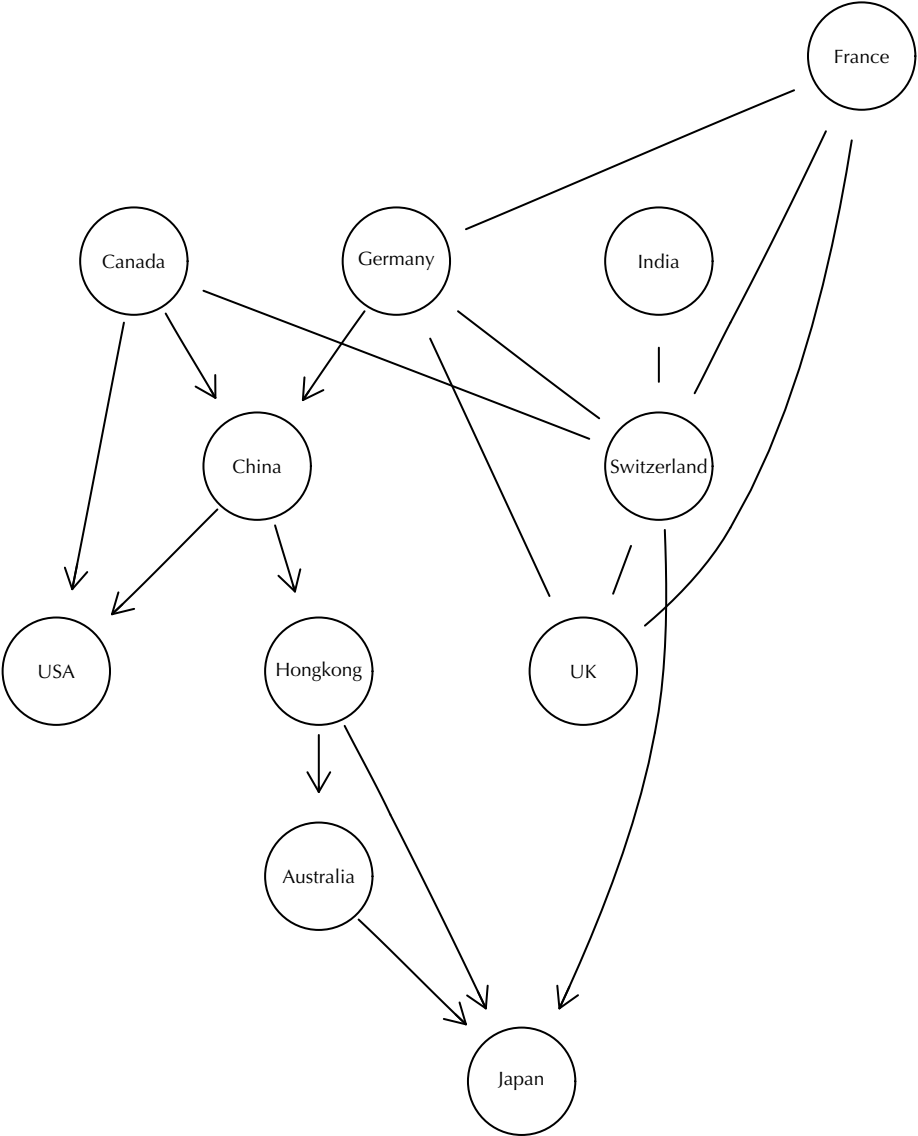 France
Canada
Germany
India
China
Switzerland
USA
Hongkong
UK
Australia
Japan